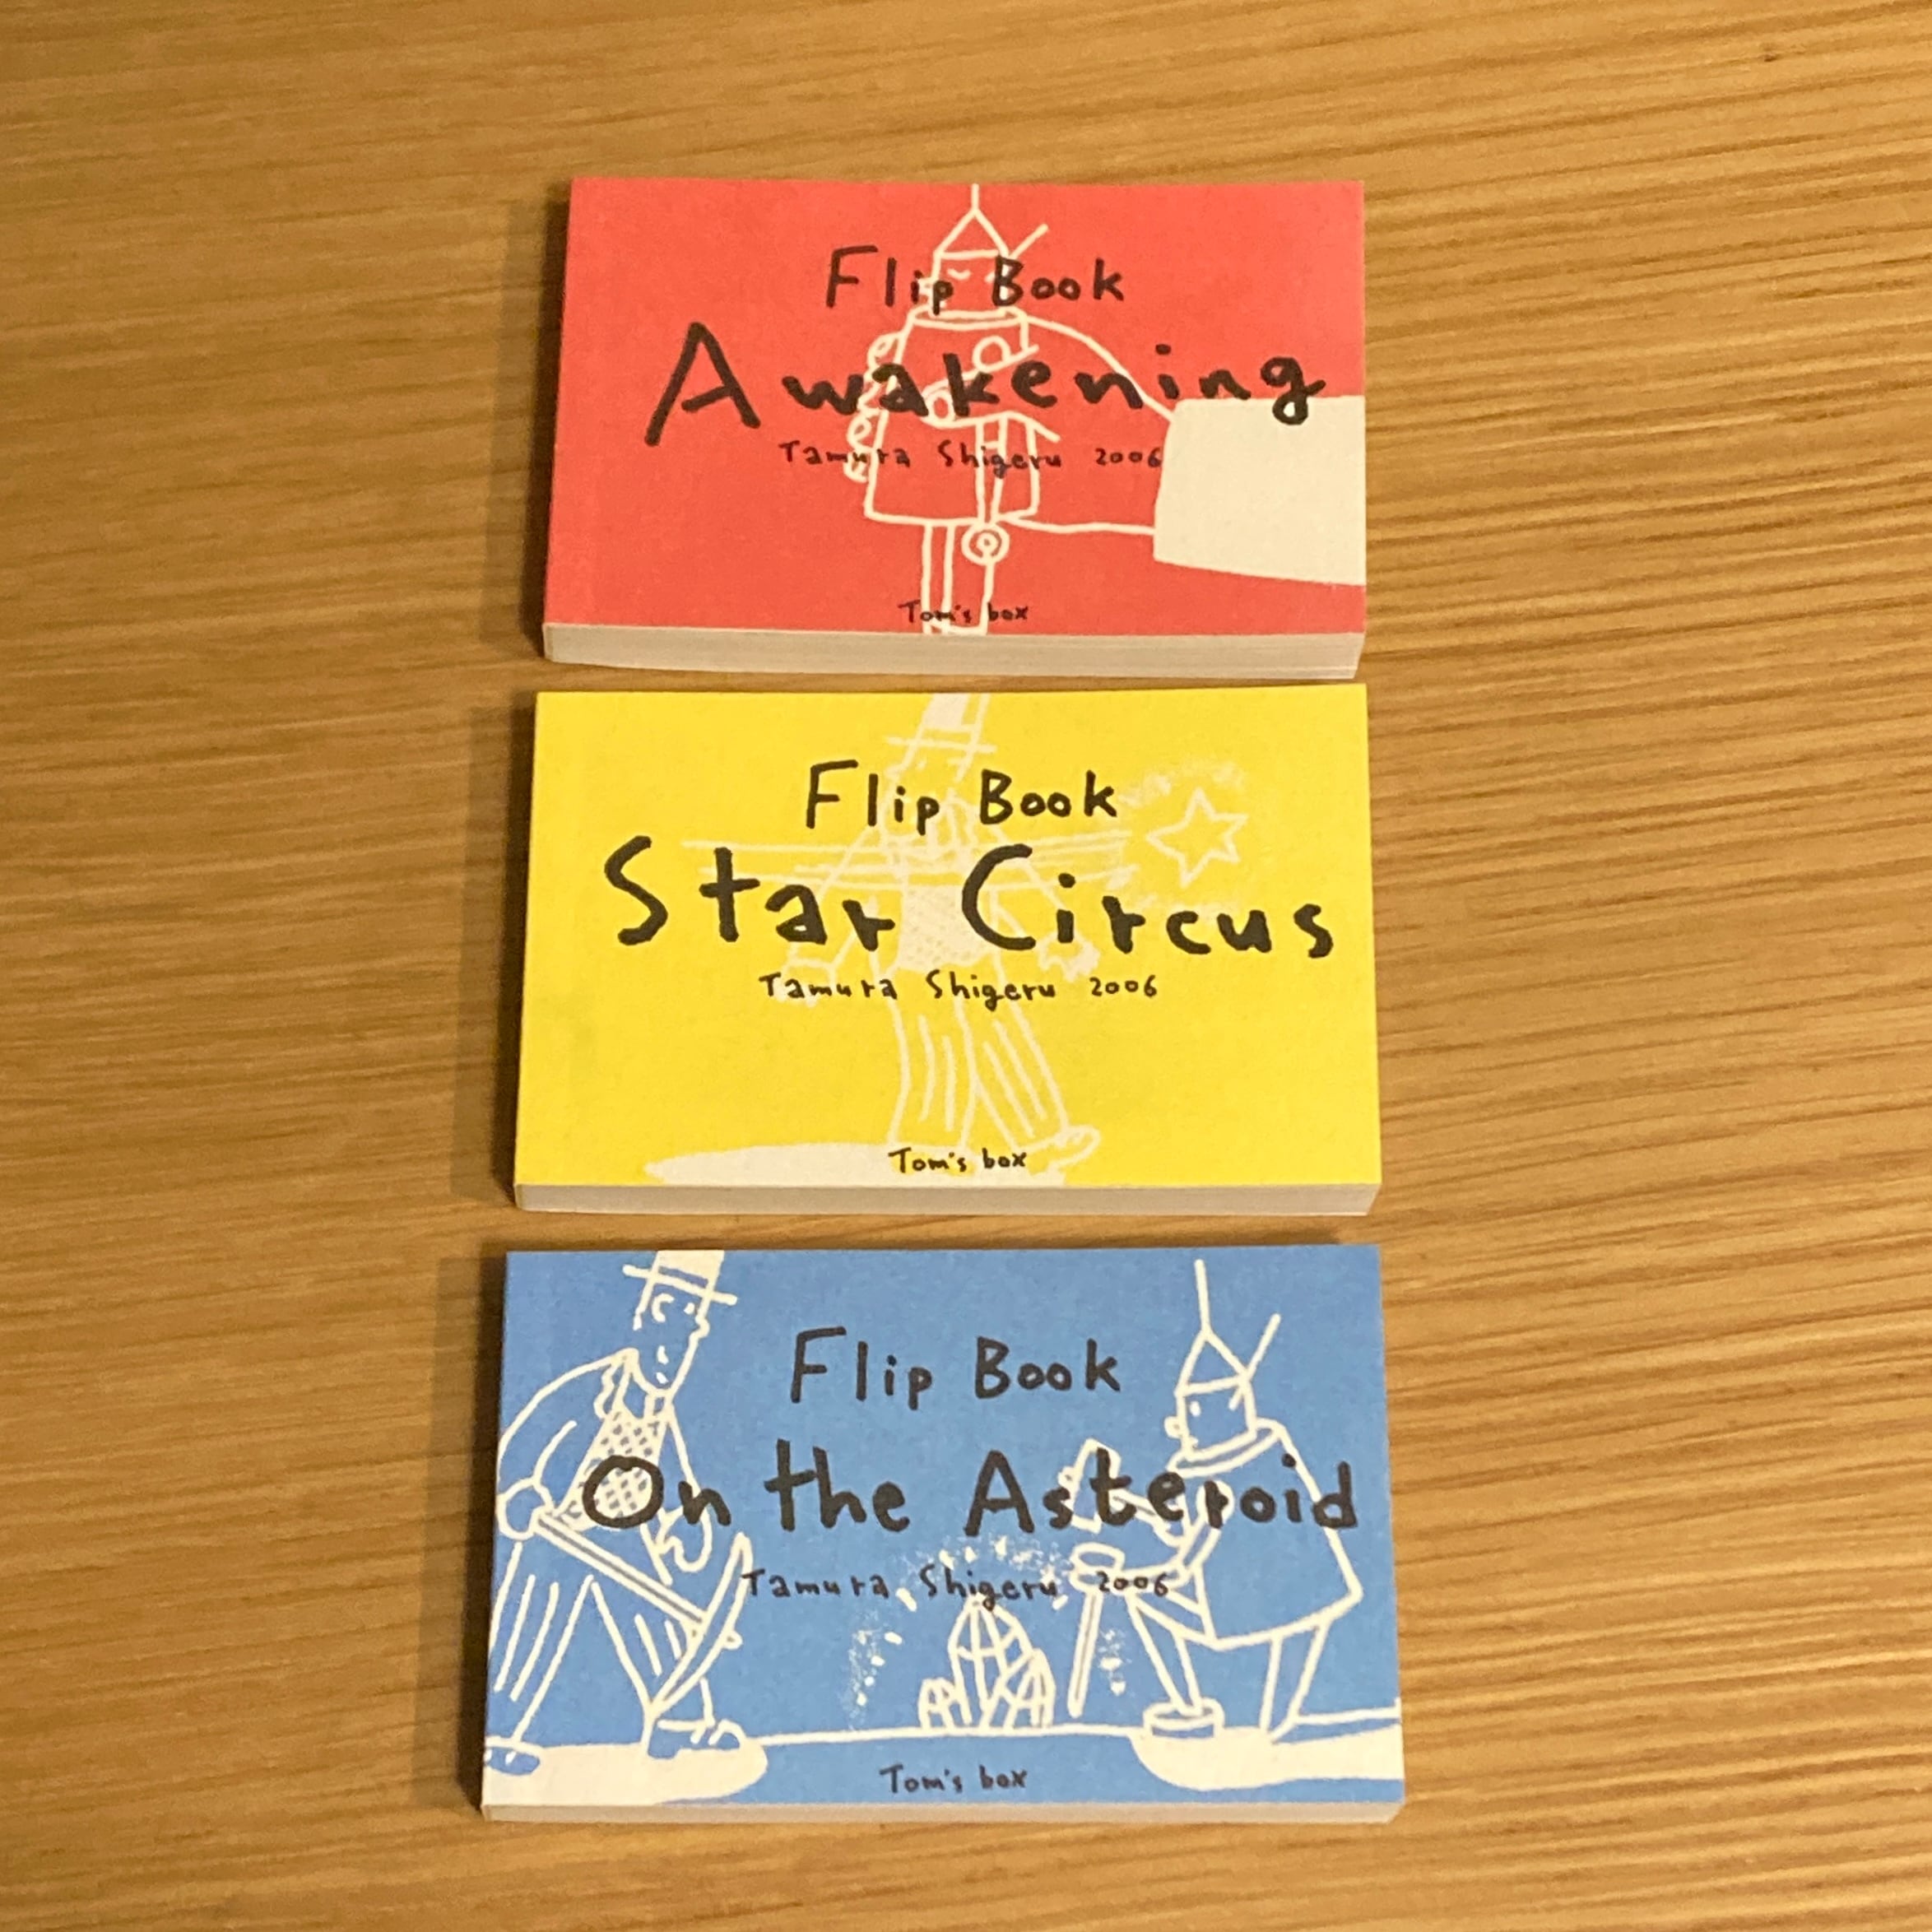 Flip Book
Awakening
Tamura Shigeru 2006
Tom's box
Flip Book
Star Circus
Tamura Shigeru 2006
Tom's box
Flip Book
On the Asteroid
Tamura Shigeru 2006
Tom's box